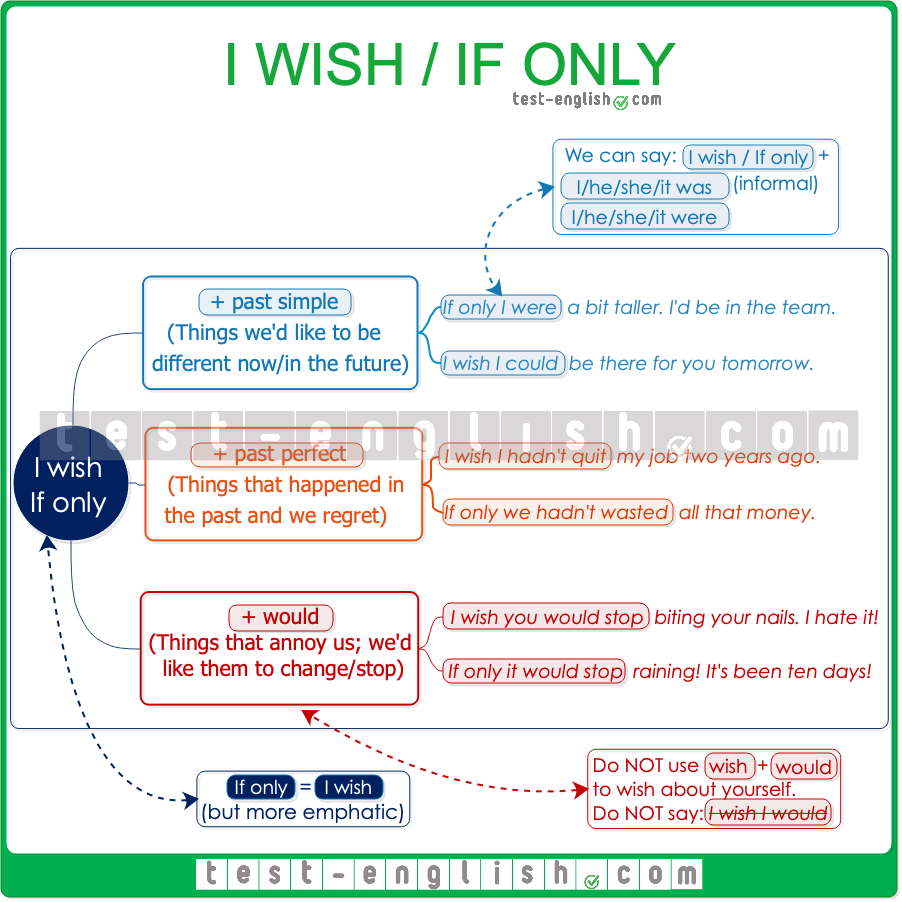 I WISH / IF ONLY
test-english.com
We can say: I wish / If only +
I/he/she/it was (informal)
I/he/she/it were
+ past simple
(Things we'd like to be
different now/in the future)
If only I were a bit taller. I'd be in the team.
I wish I could be there for you tomorrow.
test-english.com
I wish
If only
+ past perfect
(Things that happened in
the past and we regret)
I wish I hadn't quit my job two years ago.
If only we hadn't wasted all that money.
+ would
(Things that annoy us; we'd
like them to change/stop)
I wish you would stop biting your nails. I hate it!
If only it would stop raining! It's been ten days!
If only = I wish
(but more emphatic)
Do NOT use wish + would
to wish about yourself.
Do NOT say: I wish I would
test-english.com